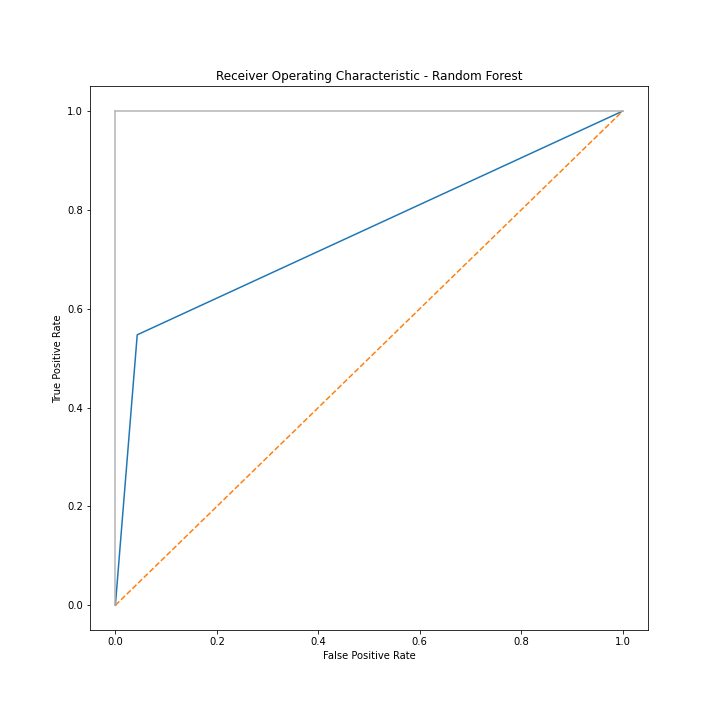 Receiver Operating Characteristic - Random Forest
1.0
0.8
0.6
0.4
0.2
0.0
True Positive Rate
0.0 0.2 0.4 0.6 0.8 1.0
False Positive Rate